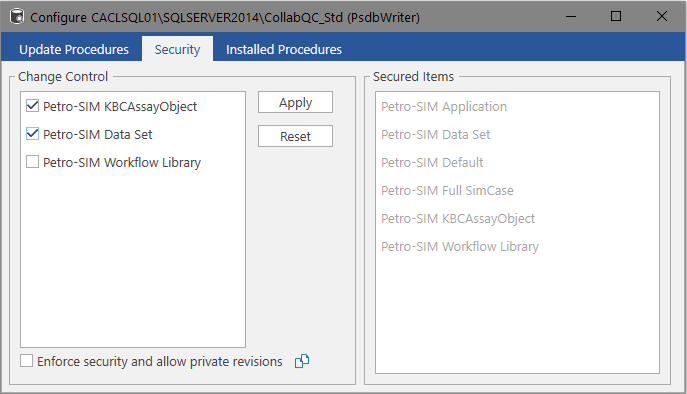 Configure CACLSQL01\SQLSERVER2014\CollabQC_Std (PsdbWriter)
Update Procedures Security Installed Procedures
Change Control
Petro-SIM KBCAssayObject
Petro-SIM Data Set
Petro-SIM Workflow Library
Apply
Reset
Enforce security and allow private revisions
Secured Items
Petro-SIM Application
Petro-SIM Data Set
Petro-SIM Default
Petro-SIM Full SimCase
Petro-SIM KBCAssayObject
Petro-SIM Workflow Library